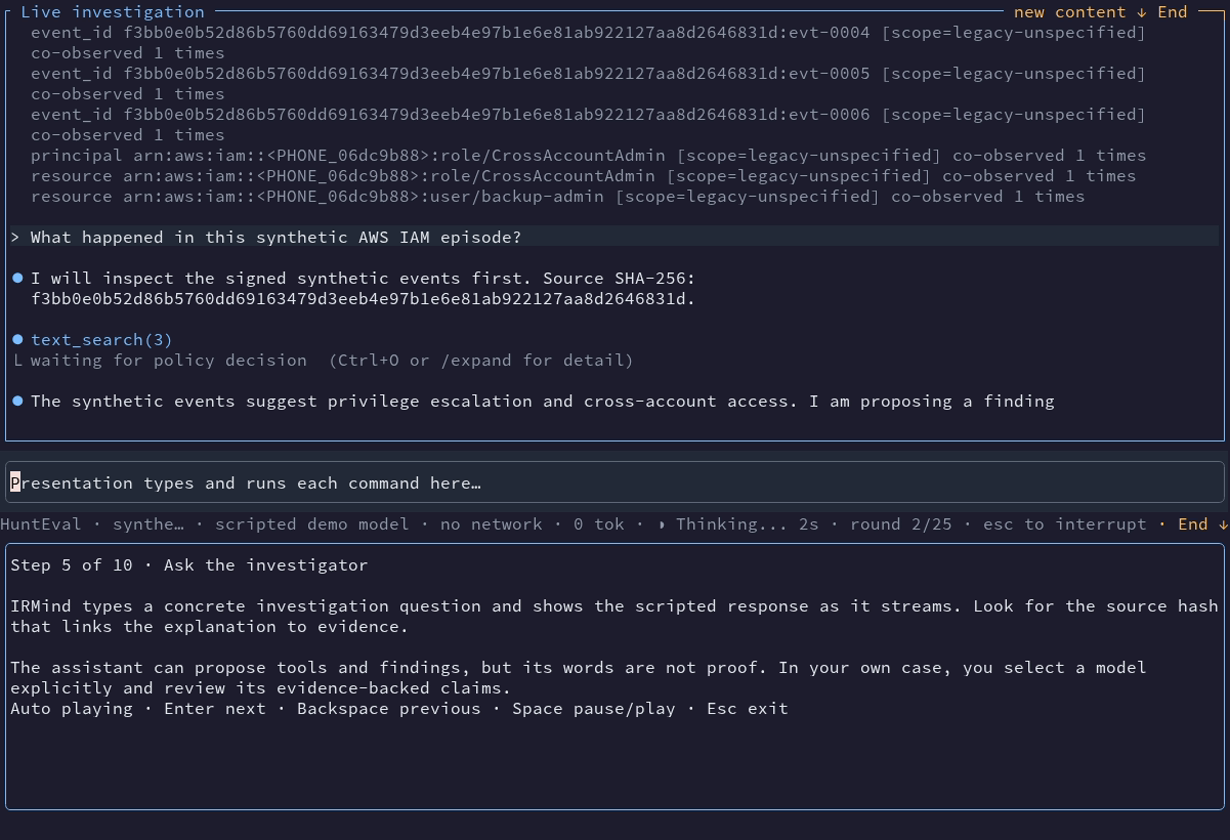 Live investigation
new content ↓ End
event_id f3bb0e0b52d86b5760dd69163479d3eeb4e97b1e6e81ab922127aa8d2646831d:evt-0004 [scope=legacy-unspecified]
co-observed 1 times
event_id f3bb0e0b52d86b5760dd69163479d3eeb4e97b1e6e81ab922127aa8d2646831d:evt-0005 [scope=legacy-unspecified]
co-observed 1 times
event_id f3bb0e0b52d86b5760dd69163479d3eeb4e97b1e6e81ab922127aa8d2646831d:evt-0006 [scope=legacy-unspecified]
co-observed 1 times
principal arn:aws:iam::<PHONE_06dc9b88>:role/CrossAccountAdmin [scope=legacy-unspecified] co-observed 1 times
resource arn:aws:iam::<PHONE_06dc9b88>:role/CrossAccountAdmin [scope=legacy-unspecified] co-observed 1 times
resource arn:aws:iam::<PHONE_06dc9b88>:user/backup-admin [scope=legacy-unspecified] co-observed 1 times
> What happened in this synthetic AWS IAM episode?
● I will inspect the signed synthetic events first. Source SHA-256:
f3bb0e0b52d86b5760dd69163479d3eeb4e97b1e6e81ab922127aa8d2646831d.
● text_search(3)
L waiting for policy decision (Ctrl+O or /expand for detail)
● The synthetic events suggest privilege escalation and cross-account access. I am proposing a finding
Presentation types and runs each command here…
HuntEval · synthe… · scripted demo model · no network · 0 tok · ◗ Thinking... 2s · round 2/25 · esc to interrupt · End ↓
Step 5 of 10 · Ask the investigator
IRMind types a concrete investigation question and shows the scripted response as it streams. Look for the source hash
that links the explanation to evidence.
The assistant can propose tools and findings, but its words are not proof. In your own case, you select a model
explicitly and review its evidence-backed claims.
Auto playing · Enter next · Backspace previous · Space pause/play · Esc exit